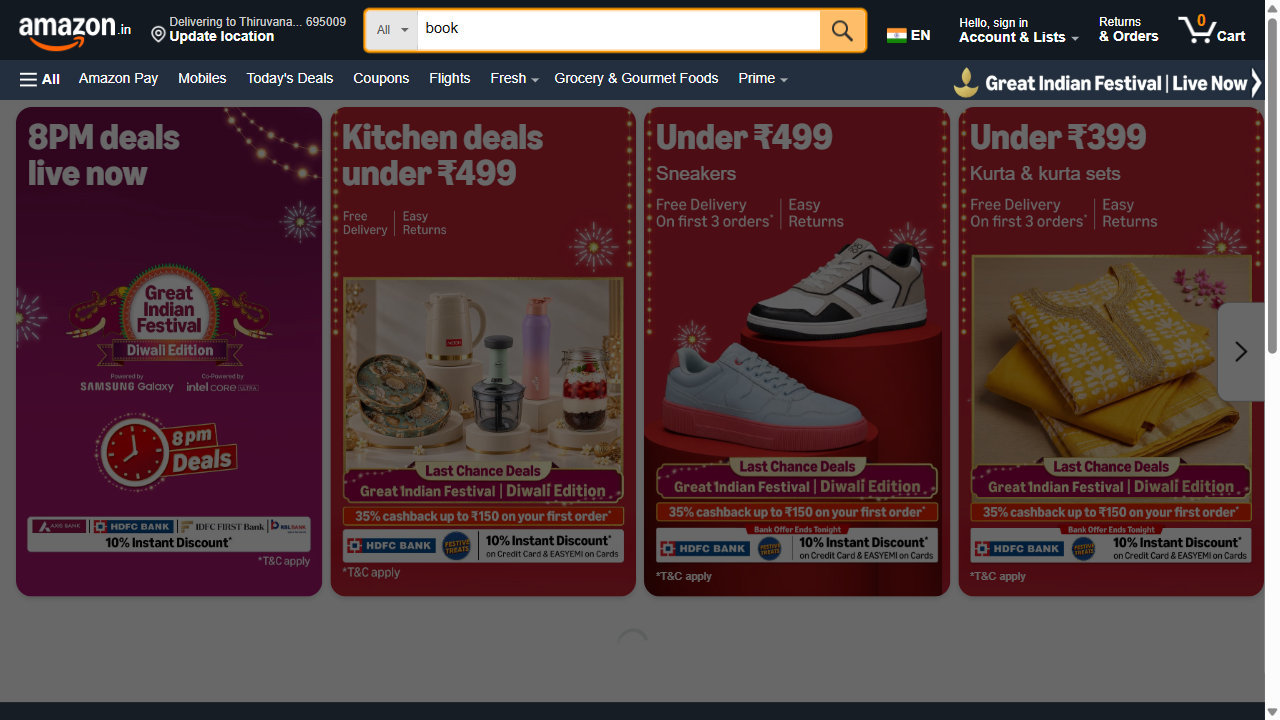 amazon.in
Delivering to Thiruvana... 695009
Update location
All
book
EN
Hello, sign in
Account & Lists
Returns
& Orders
0
Cart
All
Amazon Pay
Mobiles
Today's Deals
Coupons
Flights
Fresh
Grocery & Gourmet Foods
Prime
Great Indian Festival | Live Now
8PM deals
live now
Great
Indian
Festival
Diwali Edition
Powered by
SAMSUNG Galaxy
Co-Powered by
intel CORE ULTRA
8pm
Deals
AXIS BANK
HDFC BANK
IDFC FIRST Bank
RBL BANK
10% Instant Discount*
*T&C apply
Kitchen deals
under ₹499
Free
Delivery
Easy
Returns
Last Chance Deals
Great Indian Festival | Diwali Edition
35% cashback up to ₹150 on your first order*
HDFC BANK
FESTIVE
TREATS
10% Instant Discount*
on Credit Card & EASYEMI on Cards
*T&C apply
Under ₹499
Sneakers
Free Delivery
On first 3 orders*
Easy
Returns
Last Chance Deals
Great Indian Festival | Diwali Edition
35% cashback up to ₹150 on your first order*
Bank Offer Ends Tonight
HDFC BANK
FESTIVE
TREATS
10% Instant Discount*
on Credit Card & EASYEMI on Cards
*T&C apply
Under ₹399
Kurta & kurta sets
Free Delivery
On first 3 orders*
Easy
Returns
Last Chance Deals
Great Indian Festival | Diwali Edition
35% cashback up to ₹150 on your first order*
Bank Offer Ends Tonight
HDFC BANK
FESTIVE
TREATS
10% Instant Discount*
on Credit Card & EASYEMI on Cards
*T&C apply